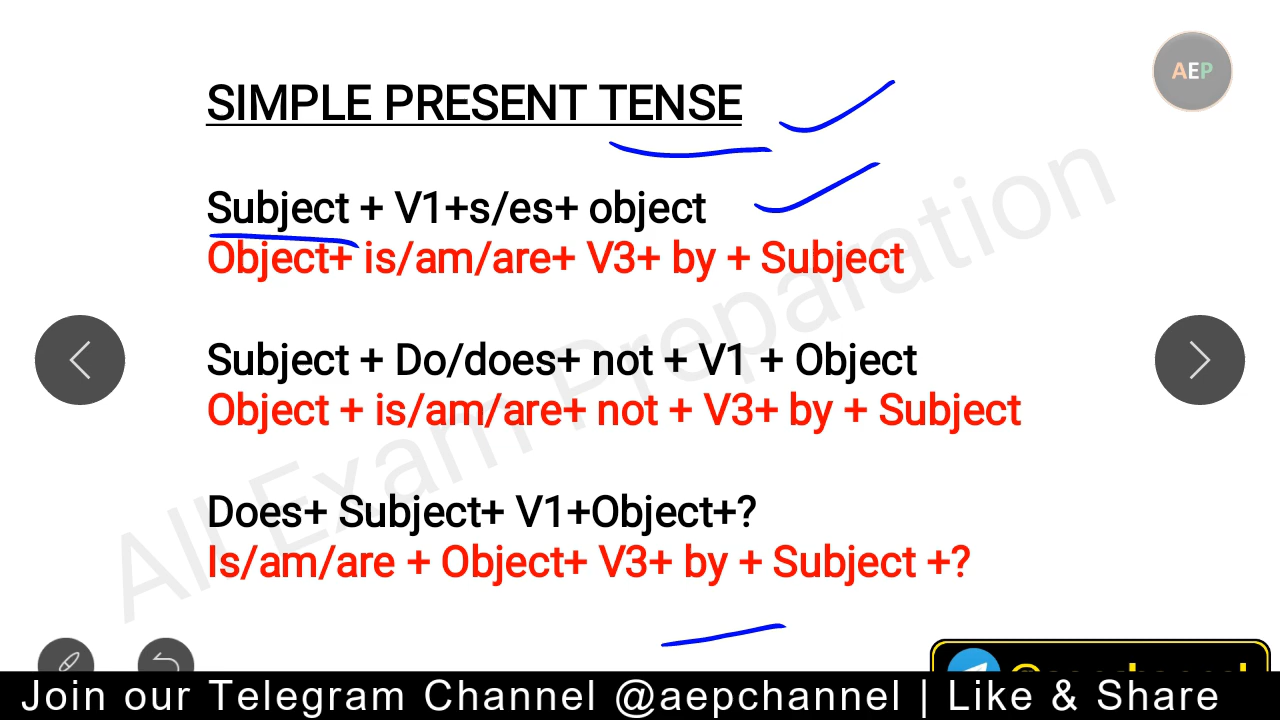 AEP
SIMPLE PRESENT TENSE
Subject + V1+s/es+ object
Object+ is/am/are+ V3+ by + Subject
Subject + Do/does+ not + V1 + Object
Object + is/am/are+ not + V3+ by + Subject
Does+ Subject+ V1+Object+?
Is/am/are + Object+ V3+ by + Subject +?
All Exam Preparation
@aepchannel
Join our Telegram Channel @aepchannel | Like & Share